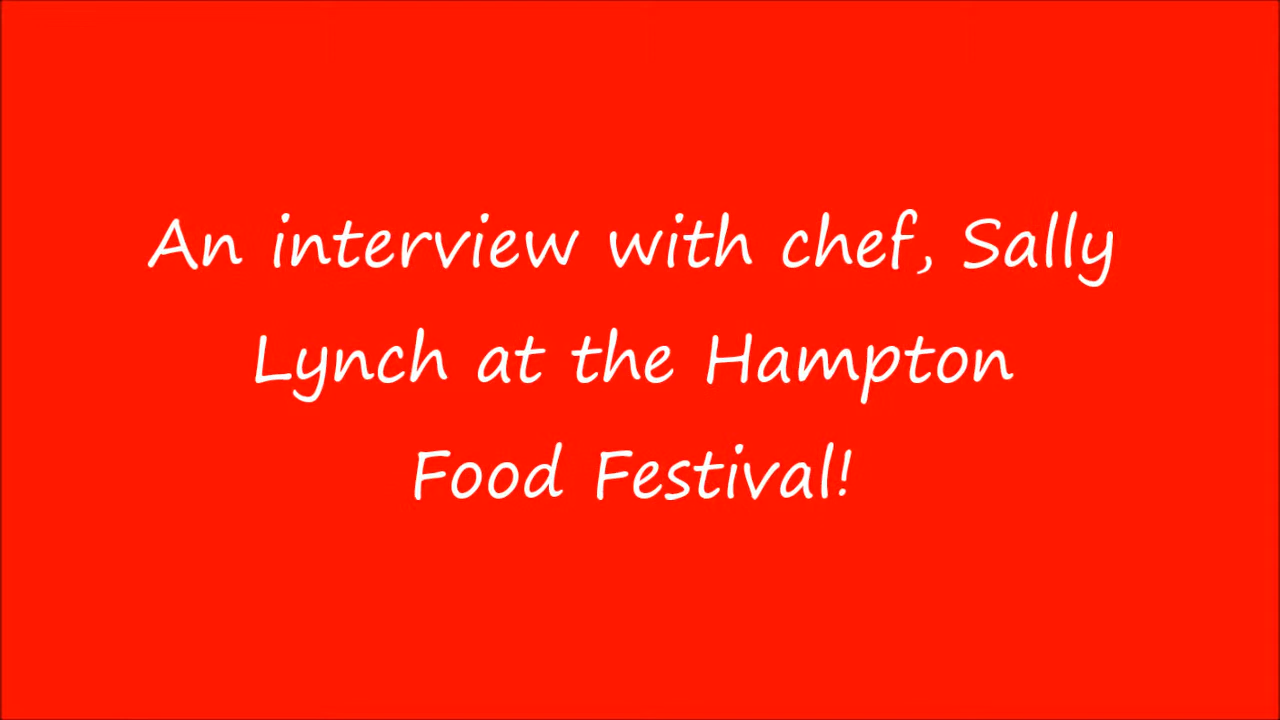 An interview with chef, Sally
Lynch at the Hampton
Food Festival!